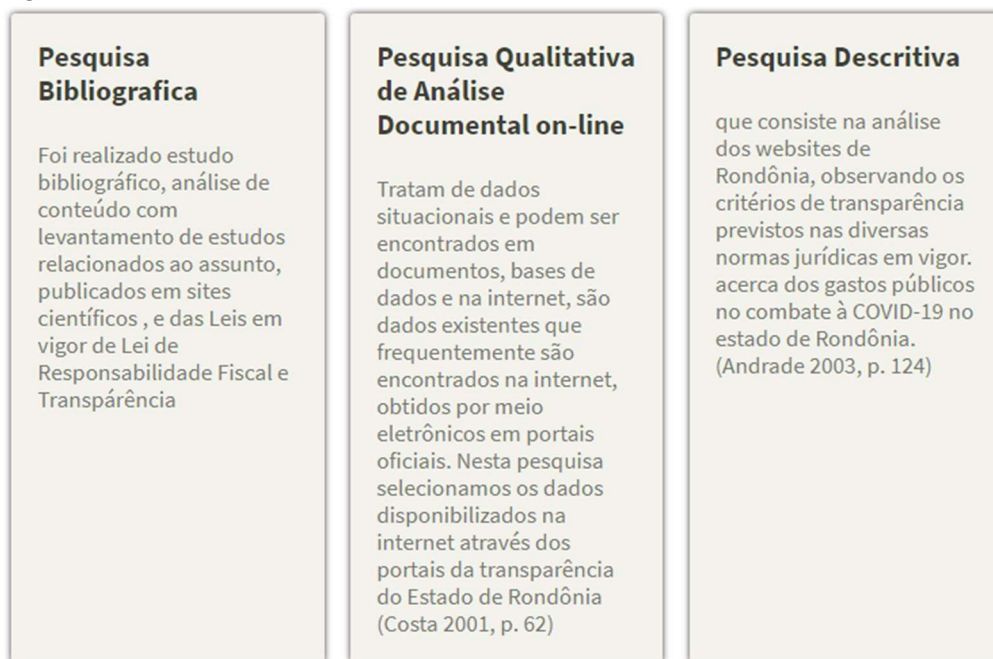 Pesquisa
Bibliografica
Foi realizado estudo
bibliográfico, análise de
conteúdo com
levantamento de estudos
relacionados ao assunto,
publicados em sites
científicos , e das Leis em
vigor de Lei de
Responsabilidade Fiscal e
Transpárência
Pesquisa Qualitativa
de Análise
Documental on-line
Tratam de dados
situacionais e podem ser
encontrados em
documentos, bases de
dados e na internet, são
dados existentes que
frequentemente são
encontrados na internet,
obtidos por meio
eletrônicos em portais
oficiais. Nesta pesquisa
selecionamos os dados
disponibilizados na
internet através dos
portais da transparência
do Estado de Rondônia
(Costa 2001, p. 62)
Pesquisa Descritiva
que consiste na análise
dos websites de
Rondônia, observando os
critérios de transparência
previstos nas diversas
normas jurídicas em vigor.
acerca dos gastos públicos
no combate à COVID-19 no
estado de Rondônia.
(Andrade 2003, p. 124)